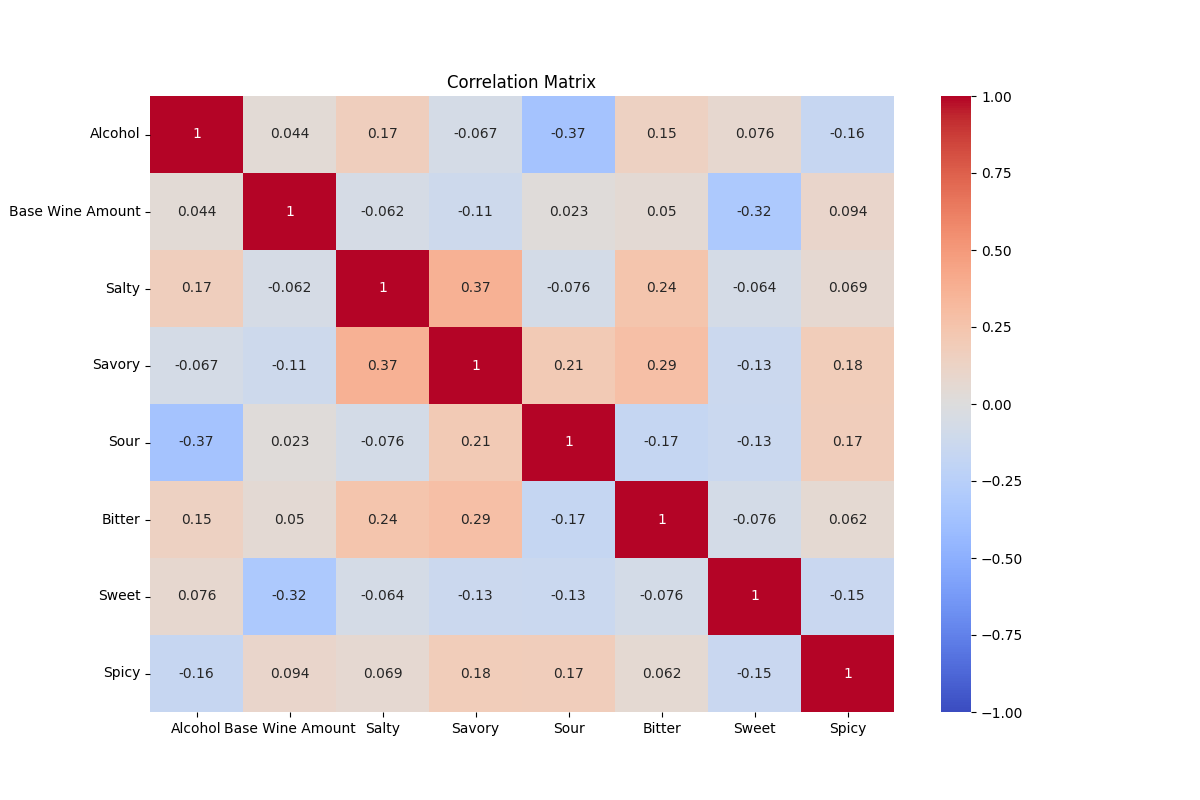 Correlation Matrix
Alcohol 1 0.044 0.17 -0.067 -0.37 0.15 0.076 -0.16
Base Wine Amount 0.044 1 -0.062 -0.11 0.023 0.05 -0.32 0.094
Salty 0.17 -0.062 1 0.37 -0.076 0.24 -0.064 0.069
Savory -0.067 -0.11 0.37 1 0.21 0.29 -0.13 0.18
Sour -0.37 0.023 -0.076 0.21 1 -0.17 -0.13 0.17
Bitter 0.15 0.05 0.24 0.29 -0.17 1 -0.076 0.062
Sweet 0.076 -0.32 -0.064 -0.13 -0.13 -0.076 1 -0.15
Spicy -0.16 0.094 0.069 0.18 0.17 0.062 -0.15 1
Alcohol Base Wine Amount Salty Savory Sour Bitter Sweet Spicy
1.00
0.75
0.50
0.25
0.00
−0.25
−0.50
−0.75
−1.00